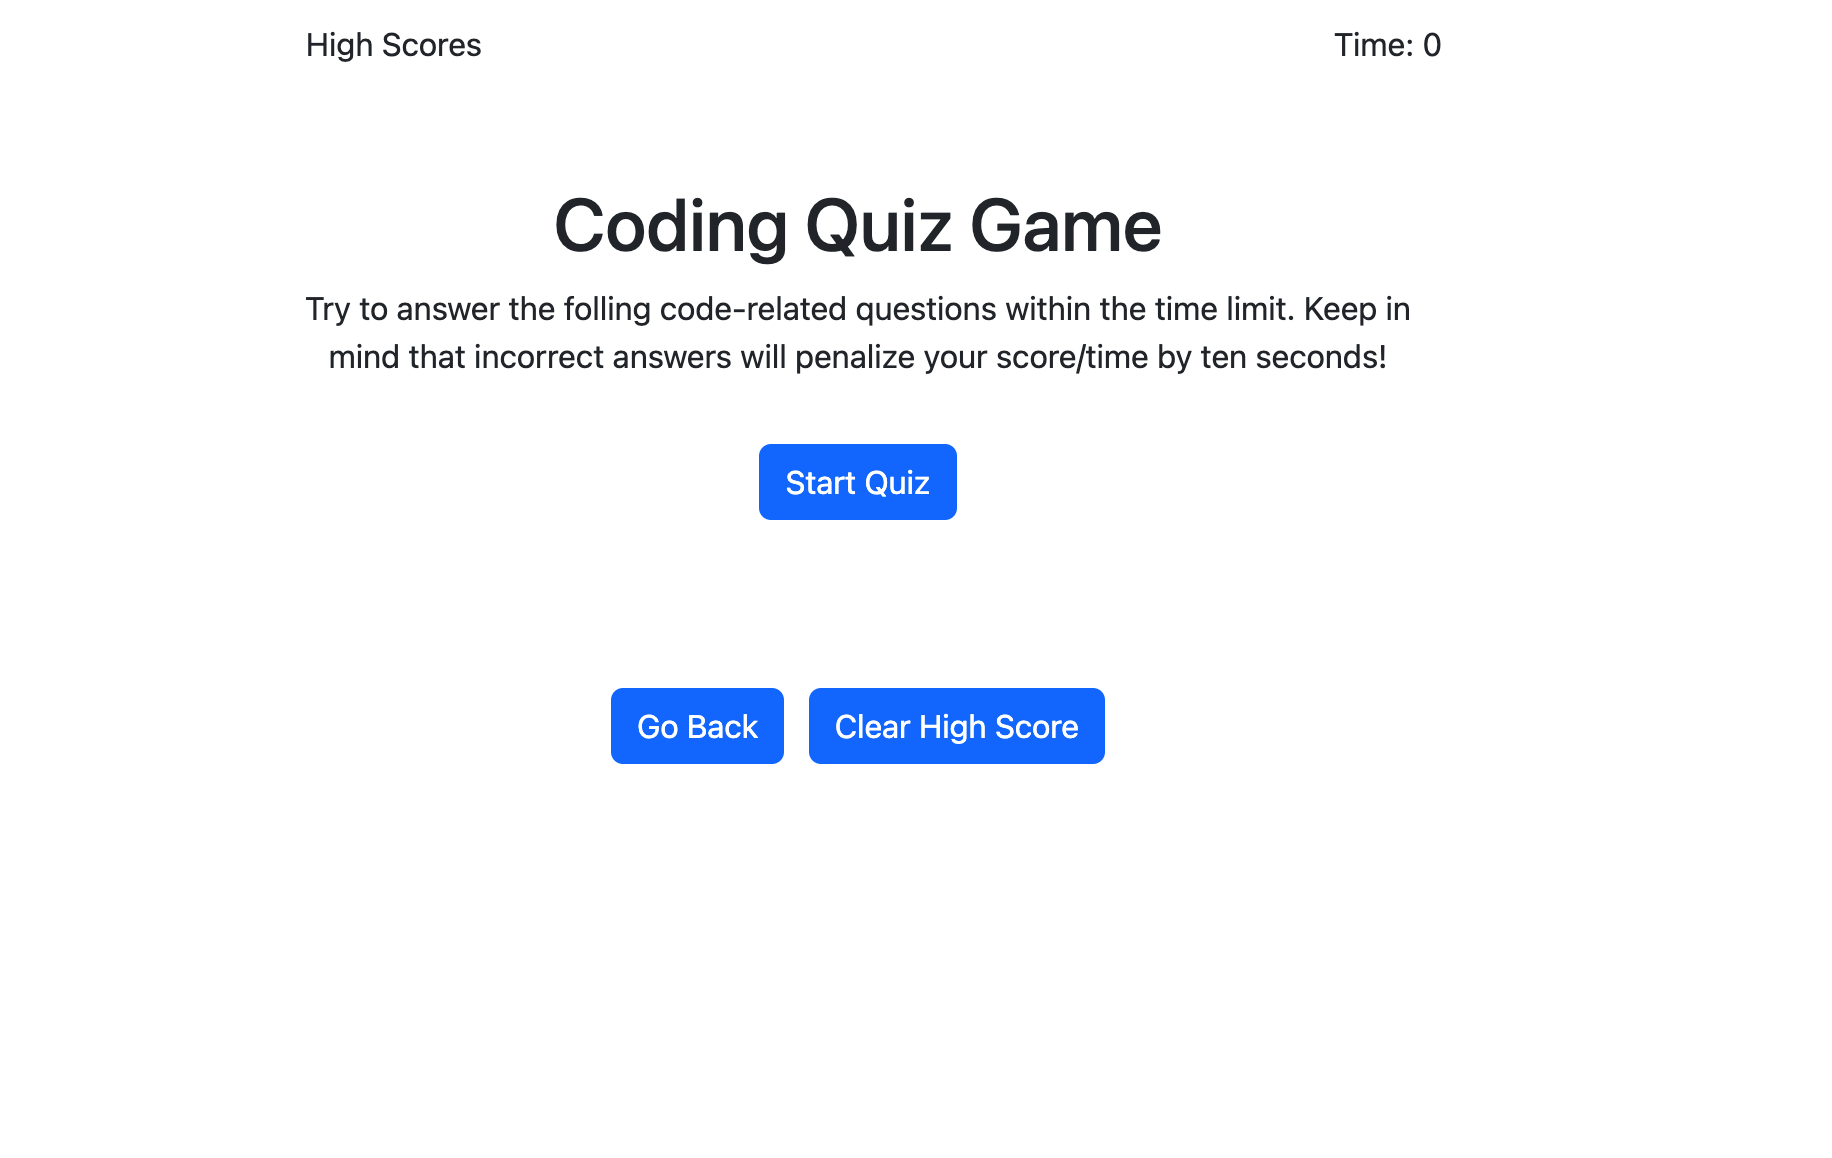 High Scores
Time: 0
Coding Quiz Game
Try to answer the folling code-related questions within the time limit. Keep in
mind that incorrect answers will penalize your score/time by ten seconds!
Start Quiz
Go Back
Clear High Score